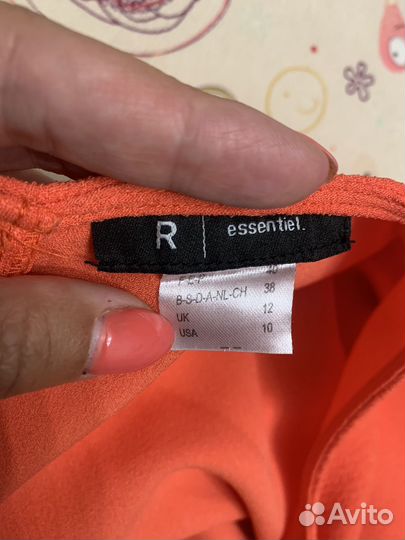 R | essentiel.
F-E-P 40
B-S-D-A-NL-CH 38
UK 12
USA 10
Avito